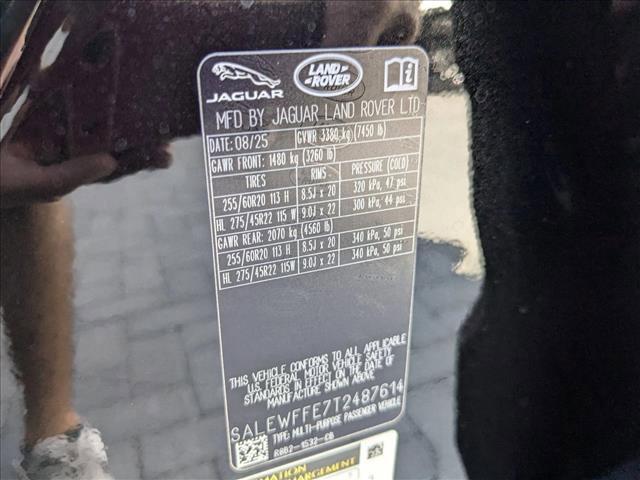 JAGUAR
LAND ROVER
MFD BY JAGUAR LAND ROVER LTD
DATE: 08/25 GVWR 3380 kg (7450 lb)
GAWR FRONT: 1480 kg (3260 lb)
TIRES RIMS PRESSURE (COLD)
255/60R20 113 H 8.5J x 20 320 kPa, 47 psi
HL 275/45R22 115 W 9.0J x 22 300 kPa, 44 psi
GAWR REAR: 2070 kg (4560 lb)
255/60R20 113 H 8.5J x 20 340 kPa, 50 psi
HL 275/45R22 115W 9.0J x 22 340 kPa, 50 psi
THIS VEHICLE CONFORMS TO ALL APPLICABLE
U.S. FEDERAL MOTOR VEHICLE SAFETY
STANDARDS IN EFFECT ON THE DATE OF
MANUFACTURE SHOWN ABOVE
SALEWFFE7T2487614
TYPE: MULTI-PURPOSE PASSENGER VEHICLE